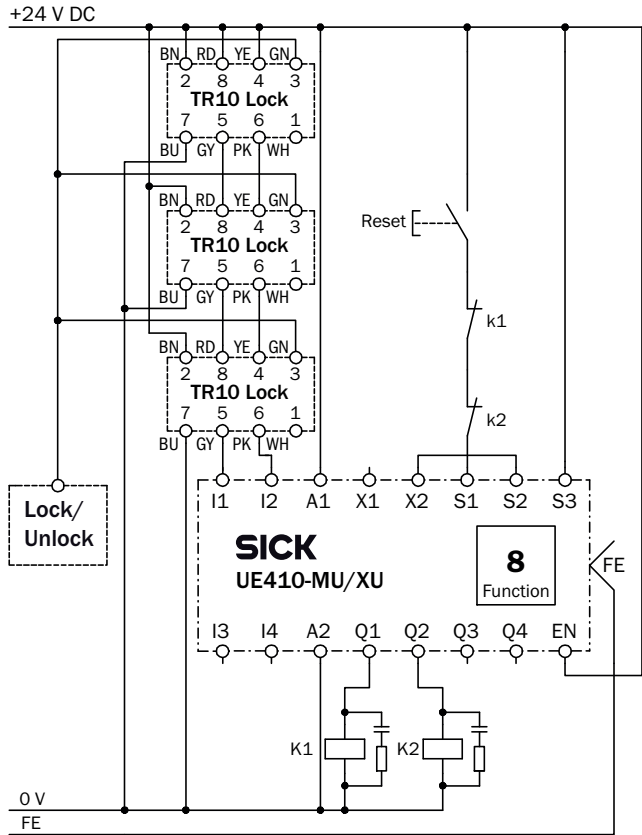 +24 V DC
BN RD YE GN
2 8 4 3
TR10 Lock
7 5 6 1
BU GY PK WH
BN RD YE GN
2 8 4 3
TR10 Lock
7 5 6 1
BU GY PK WH
BN RD YE GN
2 8 4 3
TR10 Lock
7 5 6 1
BU GY PK WH
Reset
k1
k2
Lock/
Unlock
I1 I2 A1 X1 X2 S1 S2 S3
SICK
UE410-MU/XU
8
Function
FE
I3 I4 A2 Q1 Q2 Q3 Q4 EN
K1 K2
0 V
FE